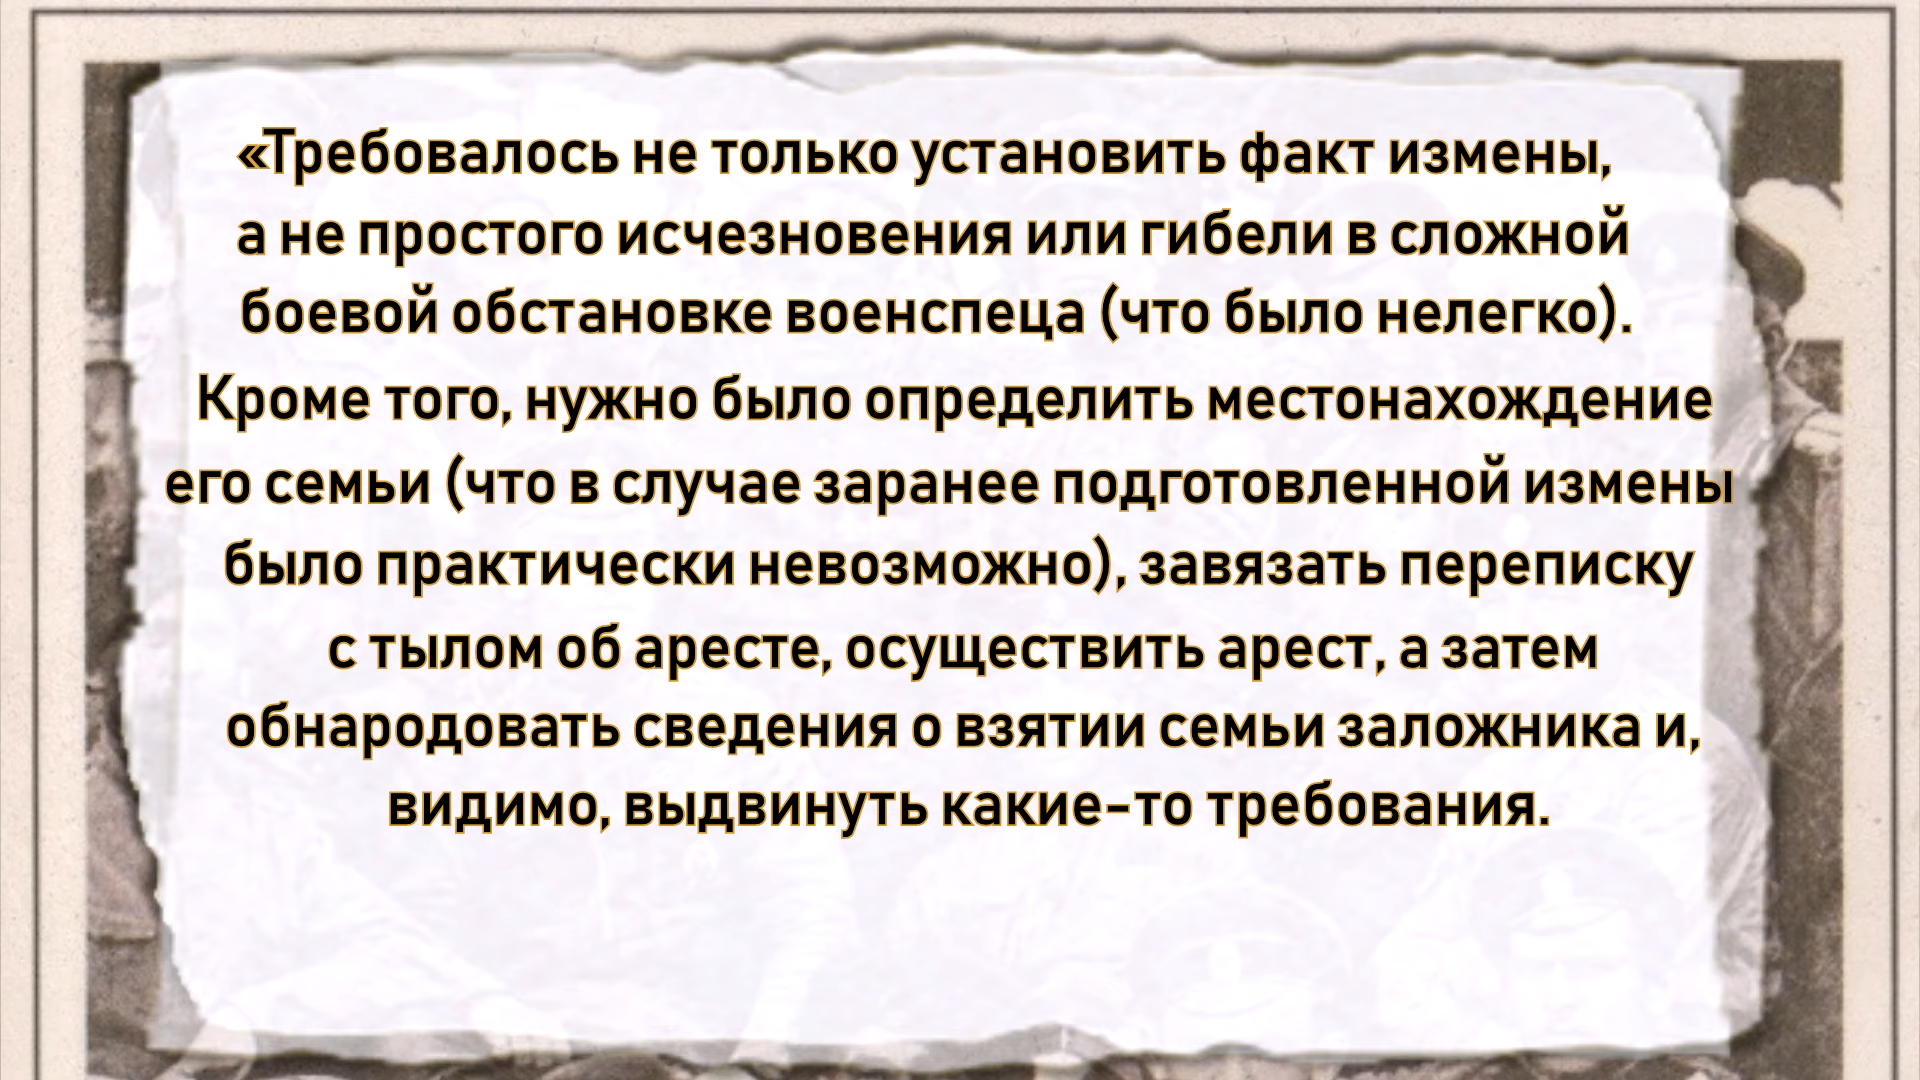 «Требовалось не только установить факт измены,
а не простого исчезновения или гибели в сложной
боевой обстановке военспеца (что было нелегко).
Кроме того, нужно было определить местонахождение
его семьи (что в случае заранее подготовленной измены
было практически невозможно), завязать переписку
с тылом об аресте, осуществить арест, а затем
обнародовать сведения о взятии семьи заложника и,
видимо, выдвинуть какие-то требования.